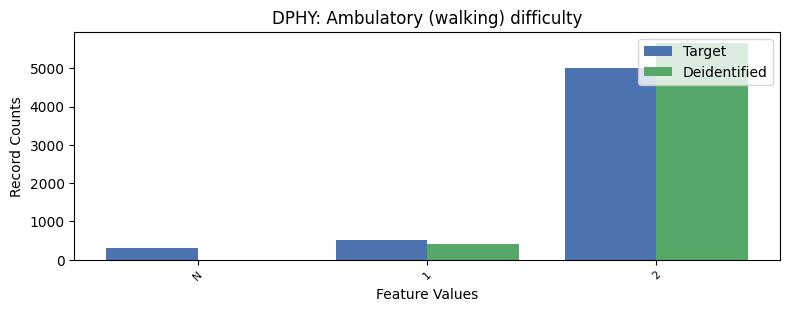 DPHY: Ambulatory (walking) difficulty
Target
Deidentified
Record Counts
5000
4000
3000
2000
1000
0
N
1
2
Feature Values